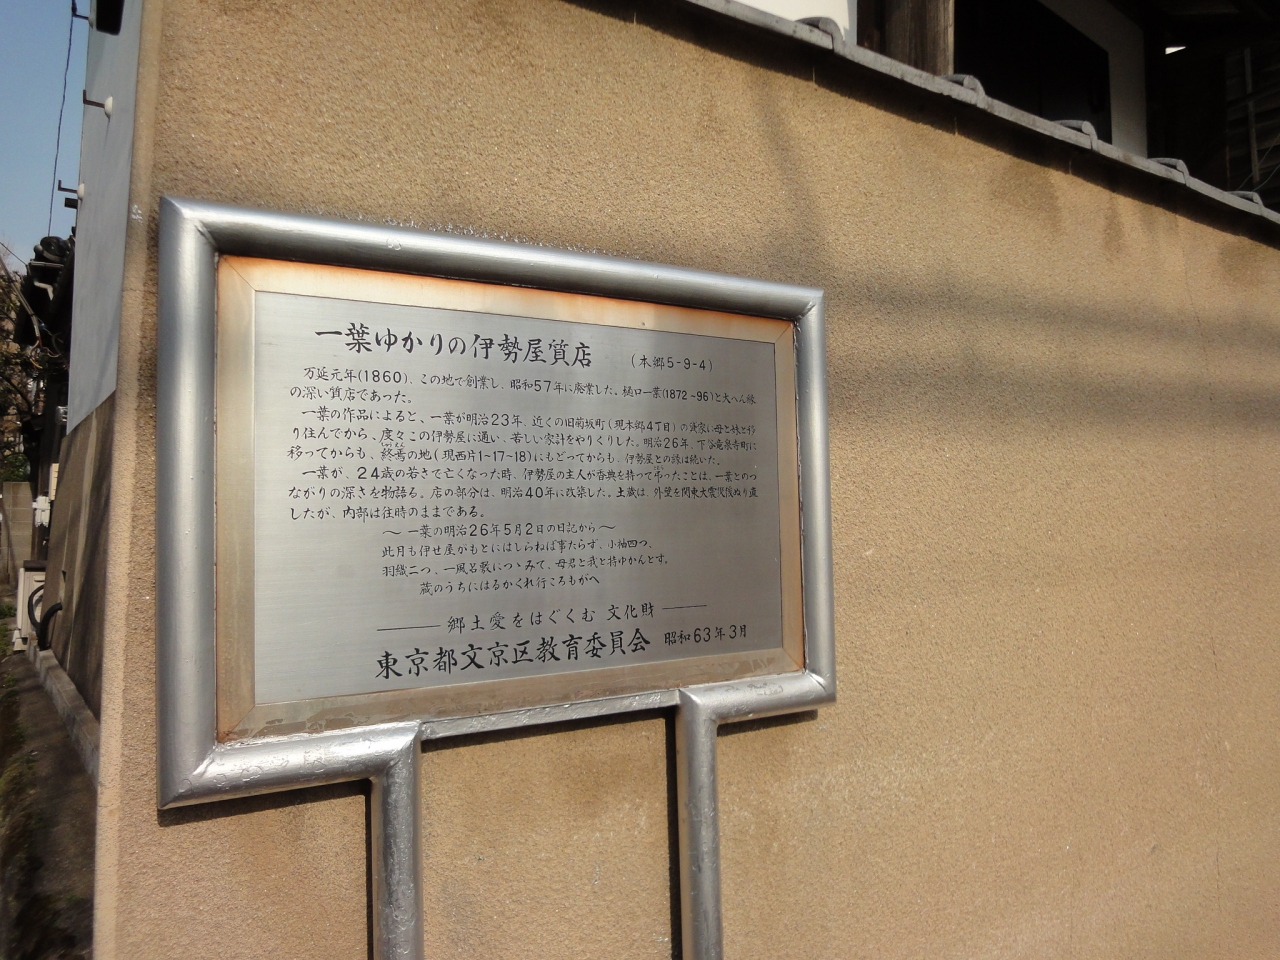 一葉ゆかりの伊勢屋質店 (本郷5-9-4)
万延元年(1860)、この地で創業し、昭和57年に廃業した。樋口一葉(1872~96)と大へん縁
の深い質店であった。
一葉の作品によると、一葉が明治23年、近くの旧菊坂町(現本郷4丁目)の貸家に母と妹と移
り住んでから、度々この伊勢屋に通い、苦しい家計をやりくりした。明治26年、下谷竜泉寺町に
移ってからも、終焉の地(現西片1-17-18)にもどってからも、伊勢屋との縁は続いた。
一葉が、24歳の若さで亡くなった時、伊勢屋の主人が香典を持って弔ったことは、一葉とのつ
ながりの深さを物語る。店の部分は、明治40年に改築した。土蔵は、外壁を関東大震災後ぬり直
したが、内部は往時のままである。
~一葉の明治26年5月2日の日記から~
此月も伊せ屋がもとにはしらねば事たらず、小袖四つ、
羽織二つ、一風呂敷につゝみて、母君と我と持ゆかんとす。
蔵のうちにはるかくれ行ころもがへ
郷土愛をはぐくむ 文化財
東京都文京区教育委員会 昭和63年3月